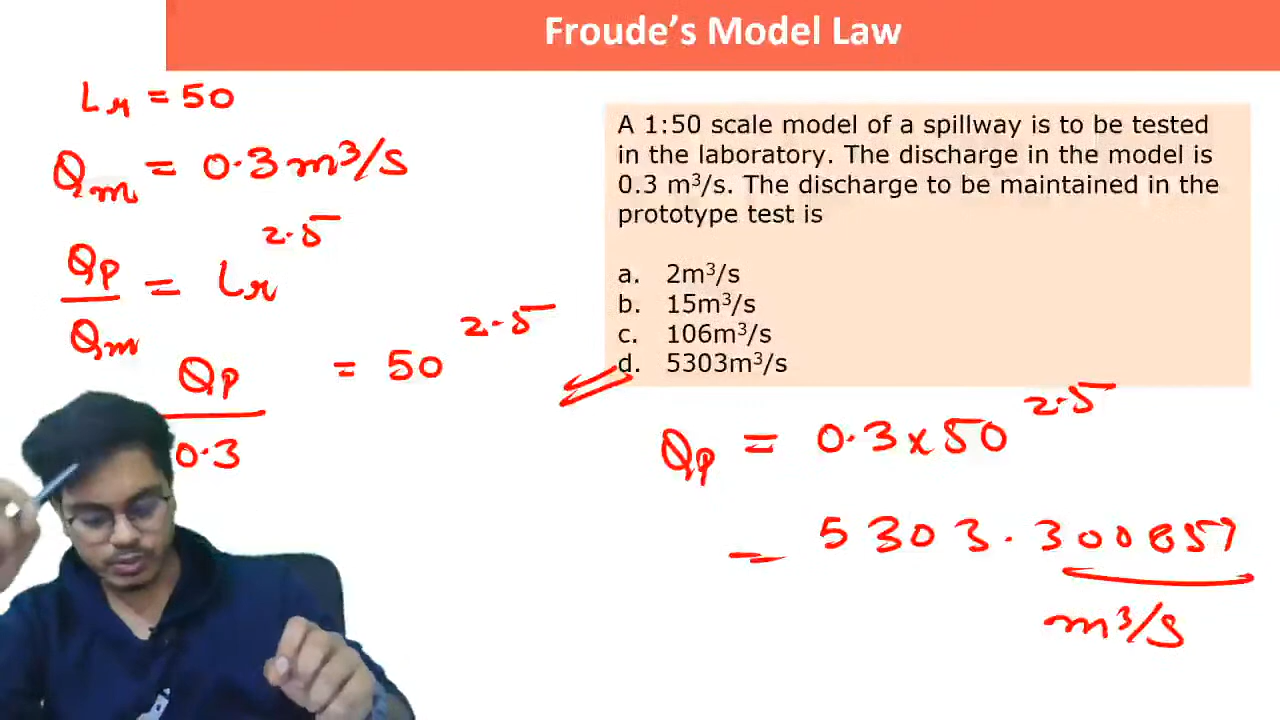 Froude's Model Law
Lr = 50
Qm = 0.3 m³/s
Qp/Qm = Lr^2.5
Qp/0.3 = 50^2.5
A 1:50 scale model of a spillway is to be tested
in the laboratory. The discharge in the model is
0.3 m³/s. The discharge to be maintained in the
prototype test is
a. 2m³/s
b. 15m³/s
c. 106m³/s
d. 5303m³/s
Qp = 0.3 x 50^2.5
= 5303.300857
m³/s